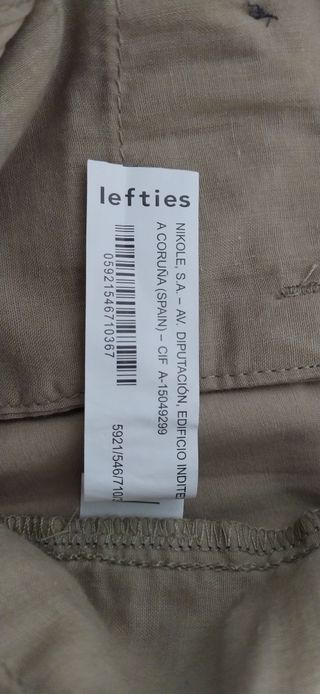 lefties
NIKOLE, S.A. – AV. DIPUTACIÓN, EDIFICIO INDITE
A CORUÑA (SPAIN) – CIF A-15049299
05921546710367
5921/546/710/